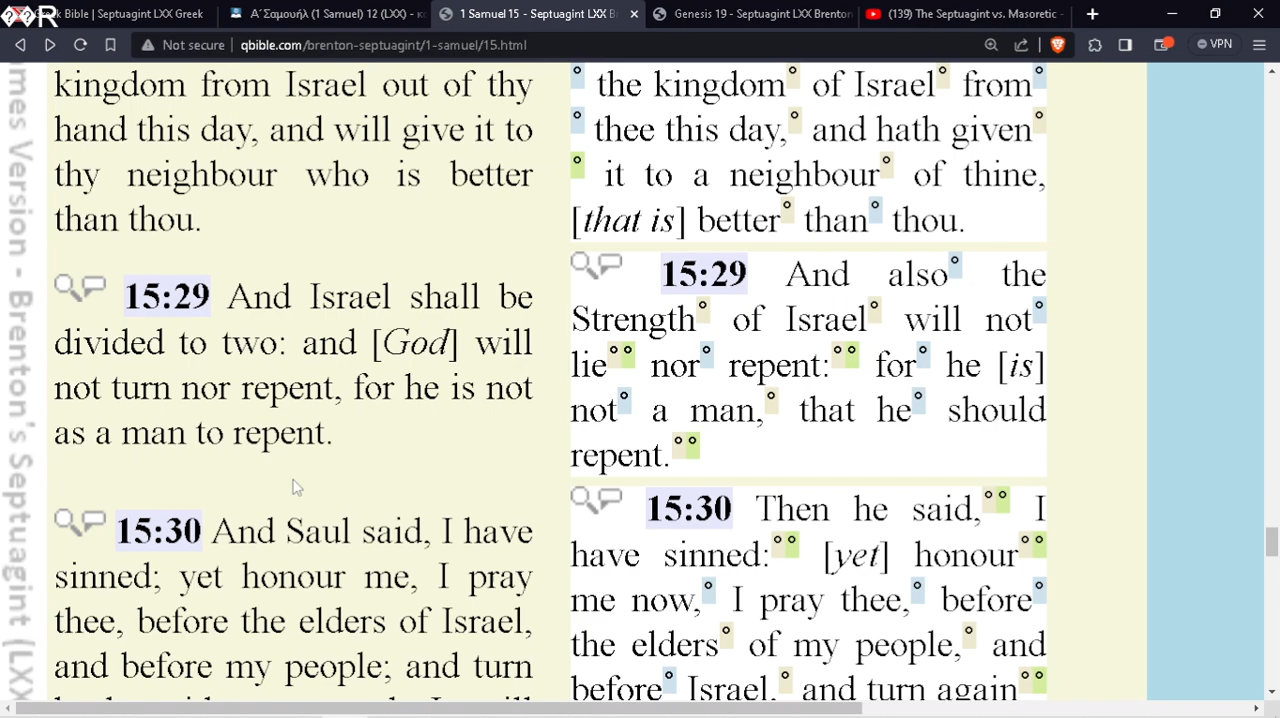 k Bible | Septuagint LXX Greek
Α΄Σαμουήλ (1 Samuel) 12 (LXX) - κα
1 Samuel 15 - Septuagint LXX B
Genes
Septuagint LXX Brenton
(139) The Septuagint vs. Masoretic -
Not secure
qbible.com/brenton-septuagint/1-samuel/15.html
VPN
ames Version - Brenton's Septuagint (LXX
kingdom from Israel out of thy
hand this day, and will give it to
thy neighbour who is better
than thou.
15:29 And Israel shall be
divided to two: and [God] will
not turn nor repent, for he is not
as a man to repent.
15:30 And Saul said, I have
sinned; yet honour me, I pray
thee, before the elders of Israel,
and before my people; and turn
° the kingdom° of Israel° from°
° thee this day,° and hath given°
° it to a neighbour° of thine,
[that is] better° than° thou.
15:29 And also° the
Strength° of Israel° will not°
lie°° nor° repent:°° for° he [is]
not° a man,° that he° should
repent.°°
15:30 Then he said,°° I
have sinned:°° [yet] honour°°
me now,° I pray thee,° before°
the elders° of my people,° and
before° Israel,° and turn again°°